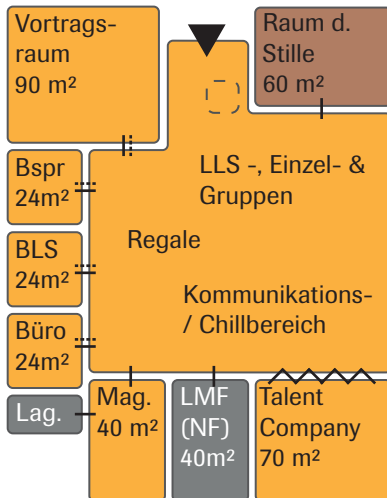 Vortrags-
raum
90 m²
Raum d.
Stille
60 m²
Bspr
24m²
LLS -, Einzel- &
Gruppen
BLS
24m²
Regale
Kommunikations-
/ Chillbereich
Büro
24m²
Lag.
Mag.
40 m²
LMF
(NF)
40m²
Talent
Company
70 m²